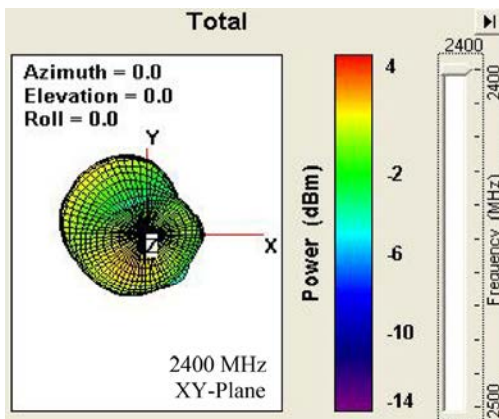 Total
Azimuth = 0.0
Elevation = 0.0
Roll = 0.0
Y
X
Z
2400 MHz
XY-Plane
Power (dBm)
4
-2
-6
-10
-14
2400
2400
Frequency (MHz)
2500